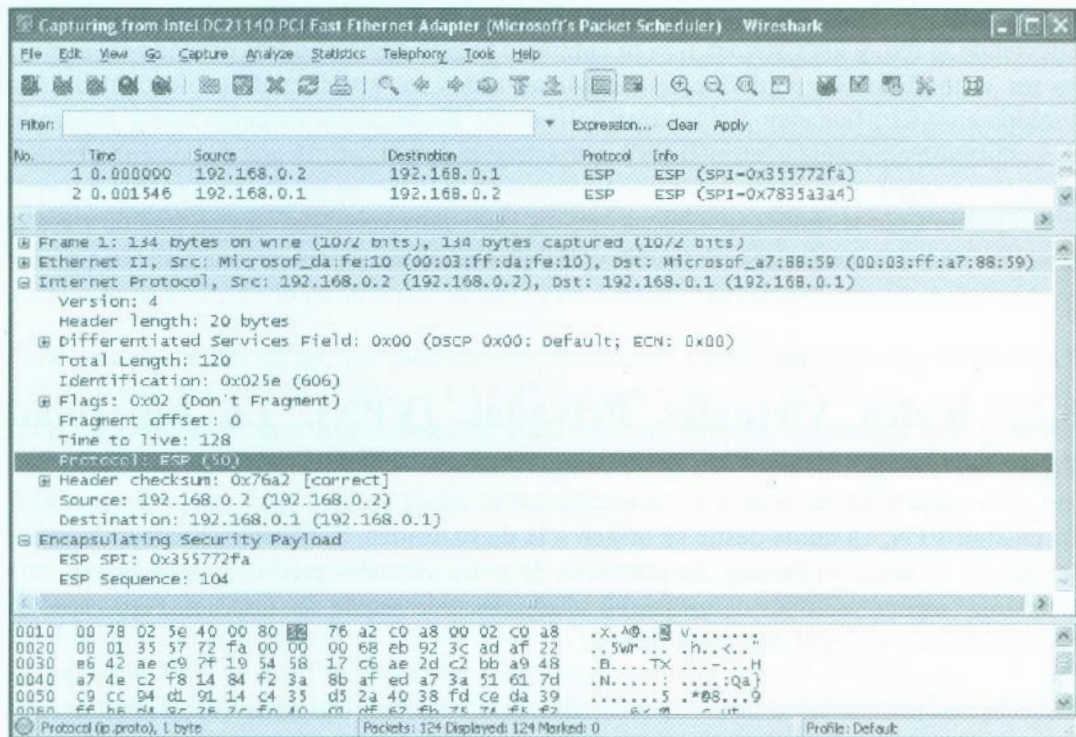 Capturing from Intel DC21140 PCI Fast Ethernet Adapter (Microsoft's Packet Scheduler) Wireshark
File Edit View Go Capture Analyze Statistics Telephony Tools Help
Filter: Expression... Clear Apply
No. Time Source Destination Protocol Info
1 0.000000 192.168.0.2 192.168.0.1 ESP ESP (SPI=0x355772fa)
2 0.001546 192.168.0.1 192.168.0.2 ESP ESP (SPI=0x7835a3a4)
Frame 1: 134 bytes on wire (1072 bits), 134 bytes captured (1072 bits)
Ethernet II, Src: Microsof_da:fe:10 (00:03:ff:da:fe:10), Dst: Microsof_a7:88:59 (00:03:ff:a7:88:59)
Internet Protocol, Src: 192.168.0.2 (192.168.0.2), Dst: 192.168.0.1 (192.168.0.1)
Version: 4
Header length: 20 bytes
Differentiated Services Field: 0x00 (DSCP 0x00: Default; ECN: 0x00)
Total Length: 120
Identification: 0x025e (606)
Flags: 0x02 (Don't Fragment)
Fragment offset: 0
Time to live: 128
Protocol: ESP (50)
Header checksum: 0x76a2 [correct]
Source: 192.168.0.2 (192.168.0.2)
Destination: 192.168.0.1 (192.168.0.1)
Encapsulating Security Payload
ESP SPI: 0x355772fa
ESP Sequence: 104
0010 00 78 02 5e 40 00 80 32 76 a2 c0 a8 00 02 c0 a8 .x.^@..2 v.......
0020 00 01 35 57 72 fa 00 00 00 68 eb 92 3c ad af 22 ..5Wr... .h..<.."
0030 e6 42 ae c9 7f 19 54 58 17 c6 ae 2d c2 bb a9 48 .B....TX ...-...H
0040 a7 4e c2 f8 14 84 f2 3a 8b af ed a7 3a 51 61 7d .N.....: ....:Qa}
0050 c9 cc 94 d1 91 14 c4 35 d5 2a 40 38 fd ce da 39 .......5 .*@8...9
0060
Protocol (ip.proto), 1 byte Packets: 124 Displayed: 124 Marked: 0 Profile: Default